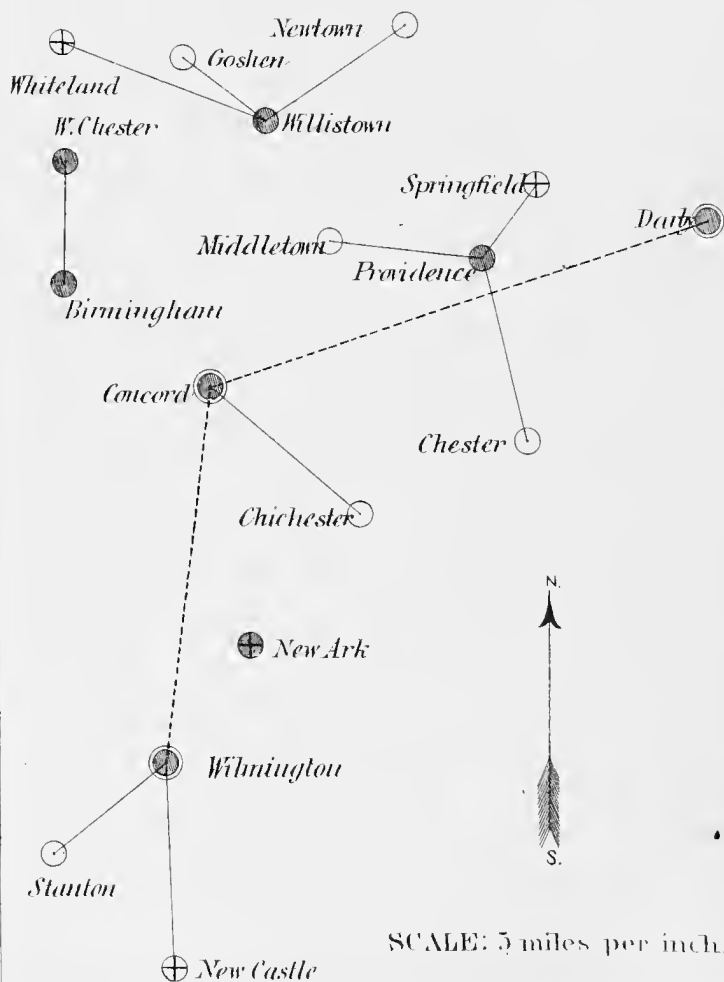 Newtown
Goshen
Whiteland
W. Chester
Willistown
Springfield
Darby
Middletown
Providence
Birmingham
Concord
Chester
Chichester
N.
New Ark
Wilmington
S.
Stanton
SCALE: 5 miles per inch.
New Castle